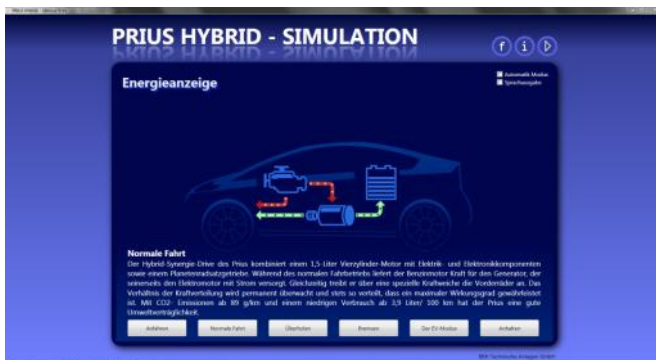 PRIUS HYBRID - SIMULATION
f i
Energieanzeige
Automatik Modus
Sprachausgabe
Normale Fahrt
Der Hybrid-Synergie-Drive des Prius kombiniert einen 1,5-Liter Vierzylinder-Motor mit Elektrik- und Elektronikkomponenten
sowie einem Planetenradsatzgetriebe. Während des normalen Fahrbetriebs liefert der Benzinmotor Kraft für den Generator, der
seinerseits den Elektromotor mit Strom versorgt. Gleichzeitig treibt er über eine spezielle Kraftweiche die Vorderräder an. Das
Verhältnis der Kraftverteilung wird permanent überwacht und stets so verteilt, dass ein maximaler Wirkungsgrad gewährleistet
ist. Mit CO2- Emissionen ab 89 g/km und einem niedrigen Verbrauch ab 3,9 Liter/ 100 km hat der Prius eine gute
Umweltverträglichkeit.
Anfahren Normale Fahrt Überholen Bremsen Der EV-Modus Anhalten
Technische Anlagen GmbH